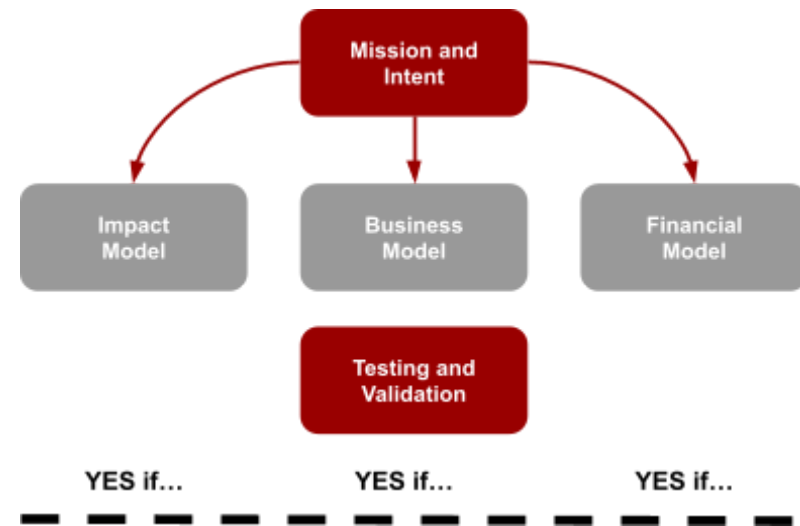 Mission and
Intent
Impact
Model
Business
Model
Financial
Model
Testing and
Validation
YES if…
YES if…
YES if…